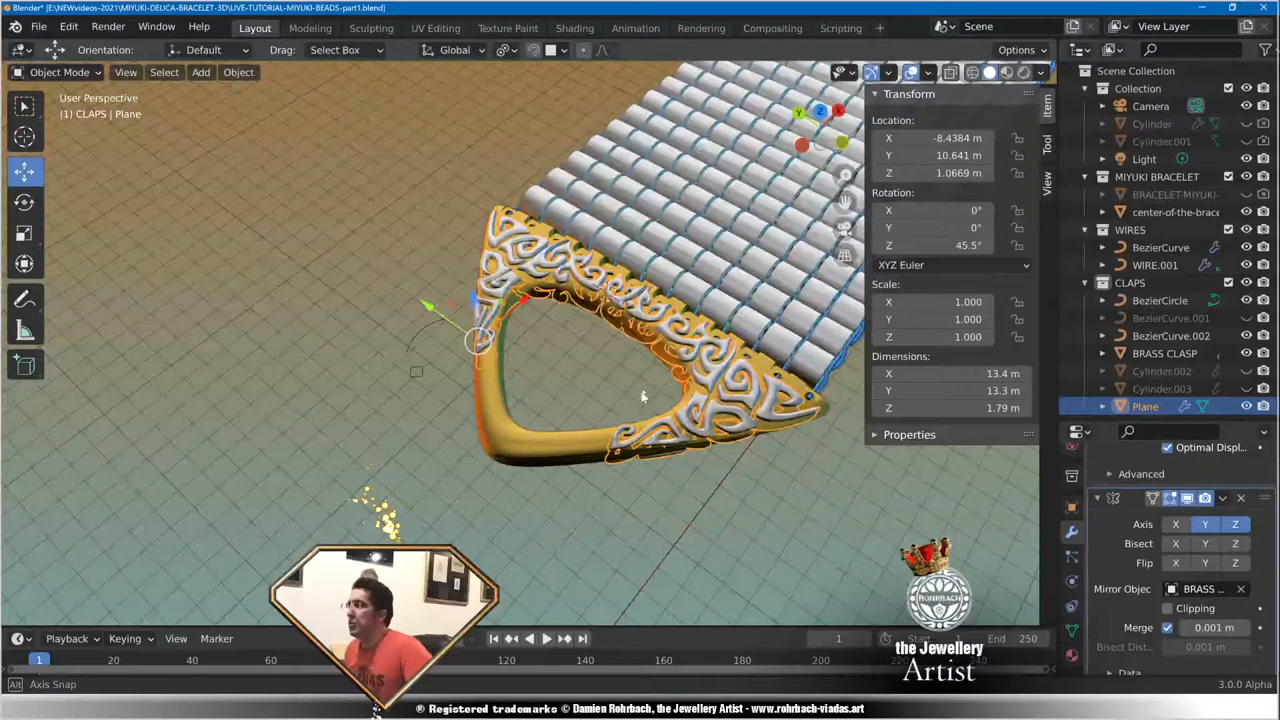 Blender* [E:\NEWvideos-2021\MIYUKI-DELICA-BRACELET-3D\LIVE-TUTORIAL-MIYUKI-BEADS-part1.blend]
File Edit Render Window Help Layout Modeling Sculpting UV Editing Texture Paint Shading Animation Rendering Compositing Scripting + Scene View Layer
Orientation: Default Drag: Select Box Global Options
Object Mode View Select Add Object
User Perspective
(1) CLAPS | Plane
Y Z X
Transform
Location:
X -8.4384 m
Y 10.641 m
Z 1.0669 m
Rotation:
X 0°
Y 0°
Z 45.5°
XYZ Euler
Scale:
X 1.000
Y 1.000
Z 1.000
Dimensions:
X 13.4 m
Y 13.3 m
Z 1.79 m
Properties
Item
Tool
View
Scene Collection
Collection
Camera
Cylinder
Cylinder.001
Light
MIYUKI BRACELET
BRACELET-MIYUKI-
center-of-the-brace
WIRES
BezierCurve
WIRE.001
CLAPS
BezierCircle
BezierCurve.001
BezierCurve.002
BRASS CLASP
Cylinder.002
Cylinder.003
Plane
Optimal Displ...
Advanced
Axis X Y Z
Bisect X Y Z
Flip X Y Z
Mirror Objec BRASS ...
Clipping
Merge 0.001 m
Bisect Dist... 0.001 m
Data
ROHRBACH
the Jewellery
Artist
Playback Keying View Marker 1 Start 1 End 250
1 20 40 60 120 140 160 180 200 220 240
Alt Axis Snap 3.0.0 Alpha
® Registered trademarks © Damien Rohrbach, the Jewellery Artist - www.rohrbach-viadas.art